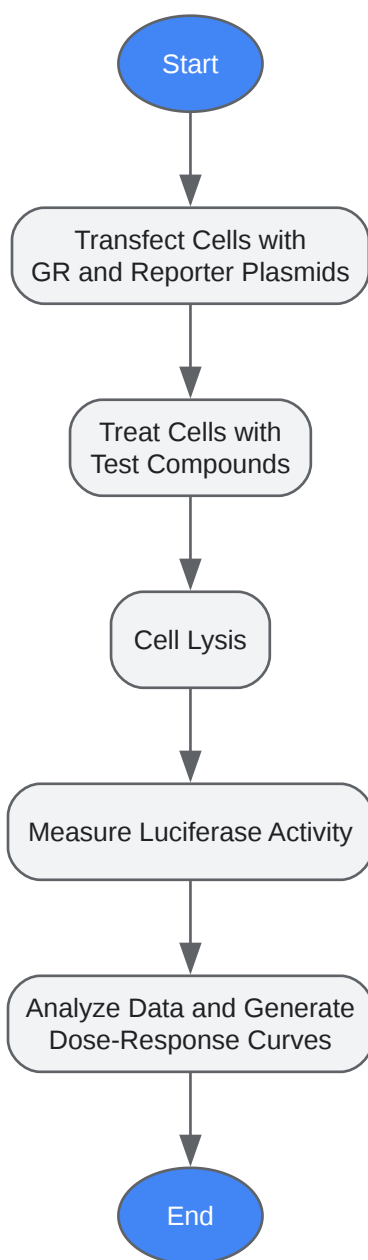 Start
Transfect Cells with
GR and Reporter Plasmids
Treat Cells with
Test Compounds
Cell Lysis
Measure Luciferase Activity
Analyze Data and Generate
Dose-Response Curves
End